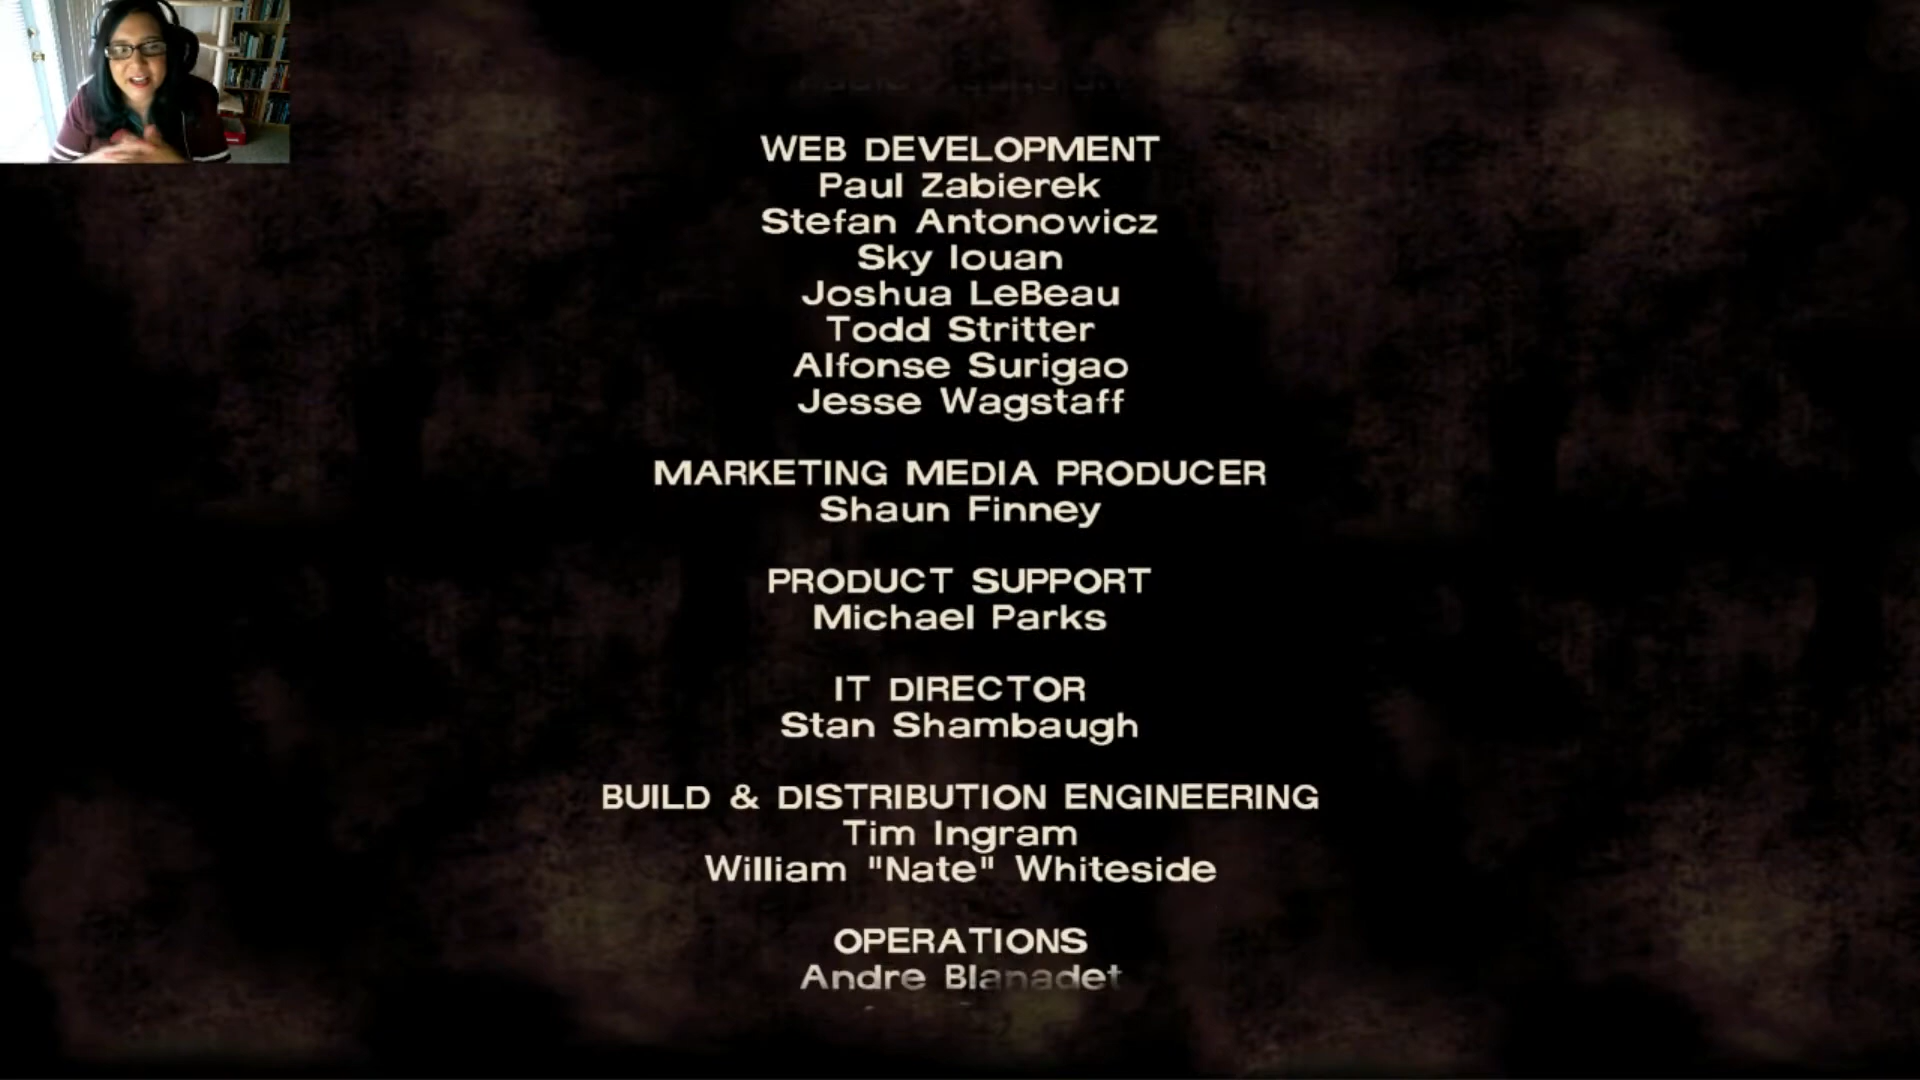 WEB DEVELOPMENT
Paul Zabierek
Stefan Antonowicz
Sky Iouan
Joshua LeBeau
Todd Stritter
Alfonse Surigao
Jesse Wagstaff
MARKETING MEDIA PRODUCER
Shaun Finney
PRODUCT SUPPORT
Michael Parks
IT DIRECTOR
Stan Shambaugh
BUILD & DISTRIBUTION ENGINEERING
Tim Ingram
William "Nate" Whiteside
OPERATIONS
Andre Blanadet